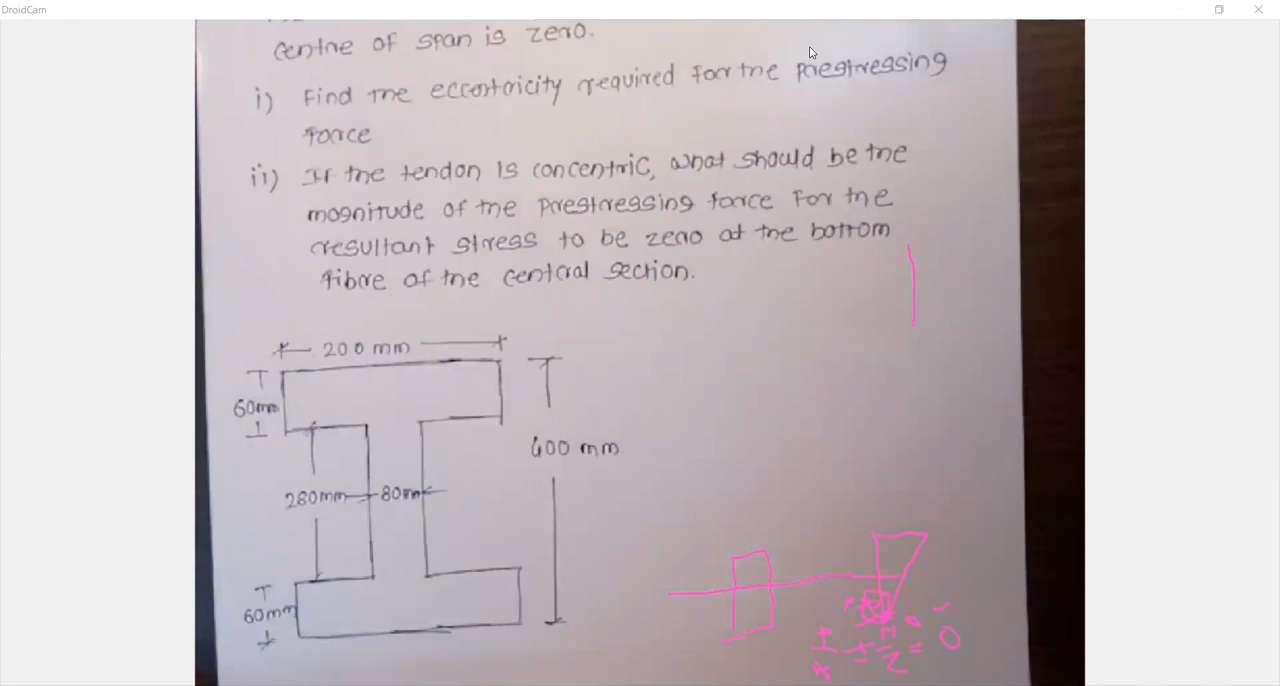 DroidCam
centre of span is zero.
i) Find the eccentricity required for the prestressing
force
ii) If the tendon is concentric, what should be the
magnitude of the prestressing force for the
resultant stress to be zero at the bottom
fibre of the central section.
200 mm
60mm
400 mm
280mm 80m
60mm
= 0